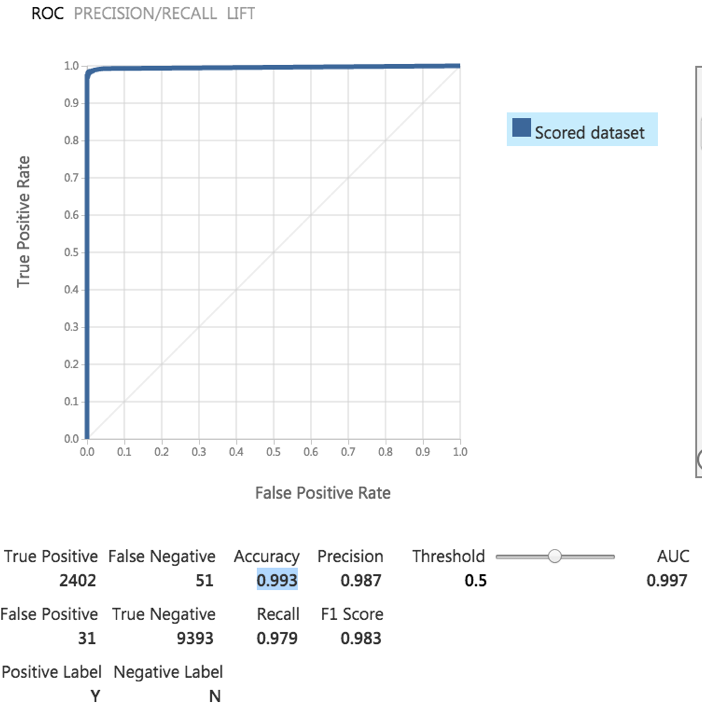 ROC PRECISION/RECALL LIFT
1.0
0.9
0.8
0.7
0.6
0.5
0.4
0.3
0.2
0.1
0.0
True Positive Rate
0.0 0.1 0.2 0.3 0.4 0.5 0.6 0.7 0.8 0.9 1.0
False Positive Rate
Scored dataset
True Positive False Negative Accuracy Precision Threshold AUC
2402 51 0.993 0.987 0.5 0.997
False Positive True Negative Recall F1 Score
31 9393 0.979 0.983
Positive Label Negative Label
Y N